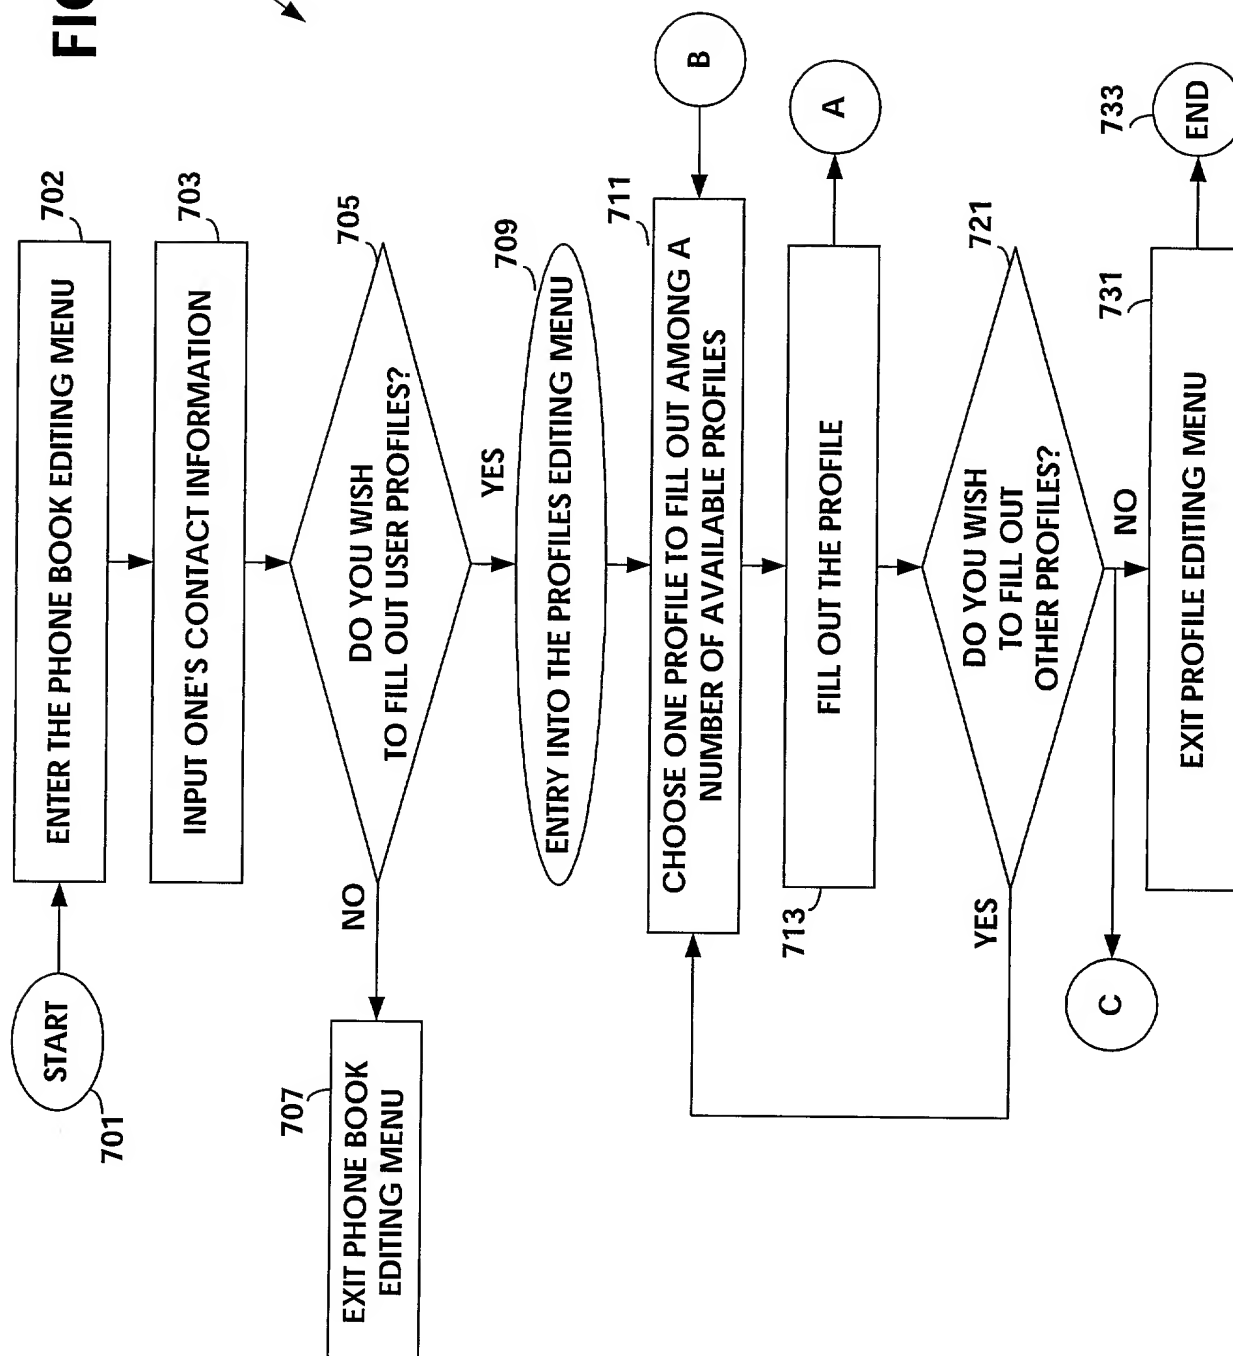 FIG
701
START
702
ENTER THE PHONE BOOK EDITING MENU
703
INPUT ONE'S CONTACT INFORMATION
705
DO YOU WISH
TO FILL OUT USER PROFILES?
NO
707
EXIT PHONE BOOK
EDITING MENU
YES
709
ENTRY INTO THE PROFILES EDITING MENU
711
CHOOSE ONE PROFILE TO FILL OUT AMONG A
NUMBER OF AVAILABLE PROFILES
B
713
FILL OUT THE PROFILE
A
721
DO YOU WISH
TO FILL OUT
OTHER PROFILES?
YES
NO
C
731
EXIT PROFILE EDITING MENU
733
END